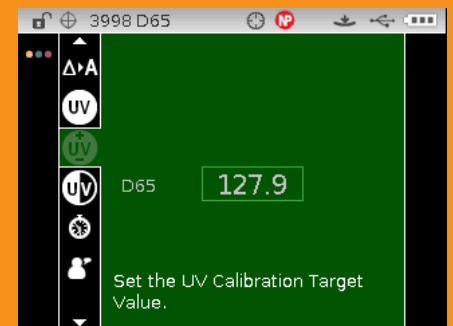 3998 D65
NP
Δ▸A
UV
UV
UV
D65
127.9
Set the UV Calibration Target
Value.